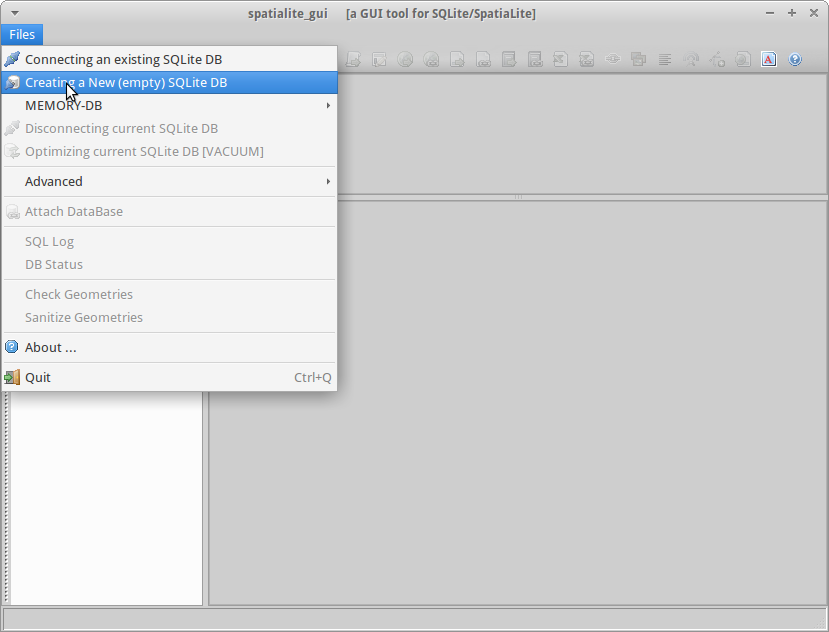 spatialite_gui [a GUI tool for SQLite/SpatiaLite]
Files
Connecting an existing SQLite DB
Creating a New (empty) SQLite DB
MEMORY-DB
Disconnecting current SQLite DB
Optimizing current SQLite DB [VACUUM]
Advanced
Attach DataBase
SQL Log
DB Status
Check Geometries
Sanitize Geometries
About ...
Quit Ctrl+Q